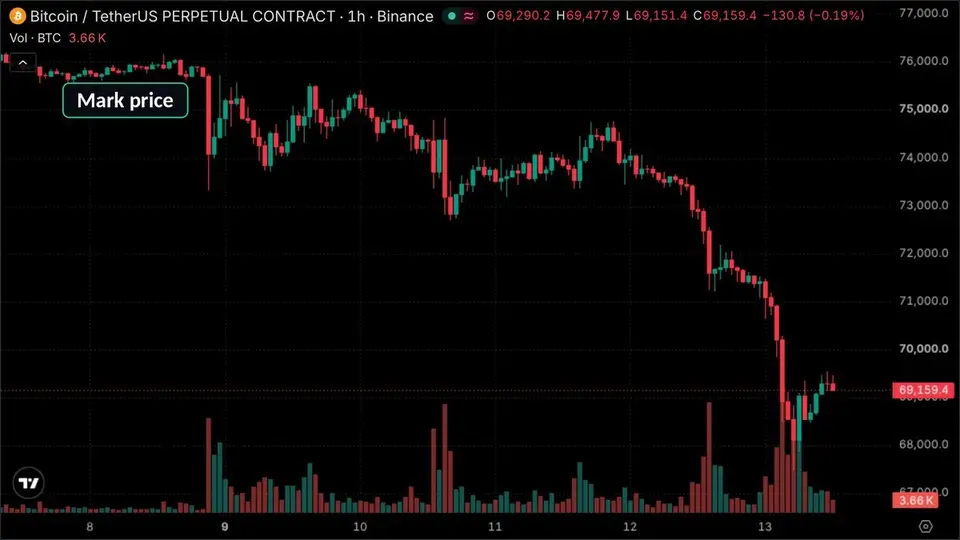 Bitcoin / TetherUS PERPETUAL CONTRACT · 1h · Binance O69,290.2 H69,477.9 L69,151.4 C69,159.4 −130.8 (−0.19%)
Vol · BTC 3.66 K
Mark price
77,000.0
76,000.0
75,000.0
74,000.0
73,000.0
72,000.0
71,000.0
70,000.0
69,159.4
68,000.0
3.66 K
8 9 10 11 12 13